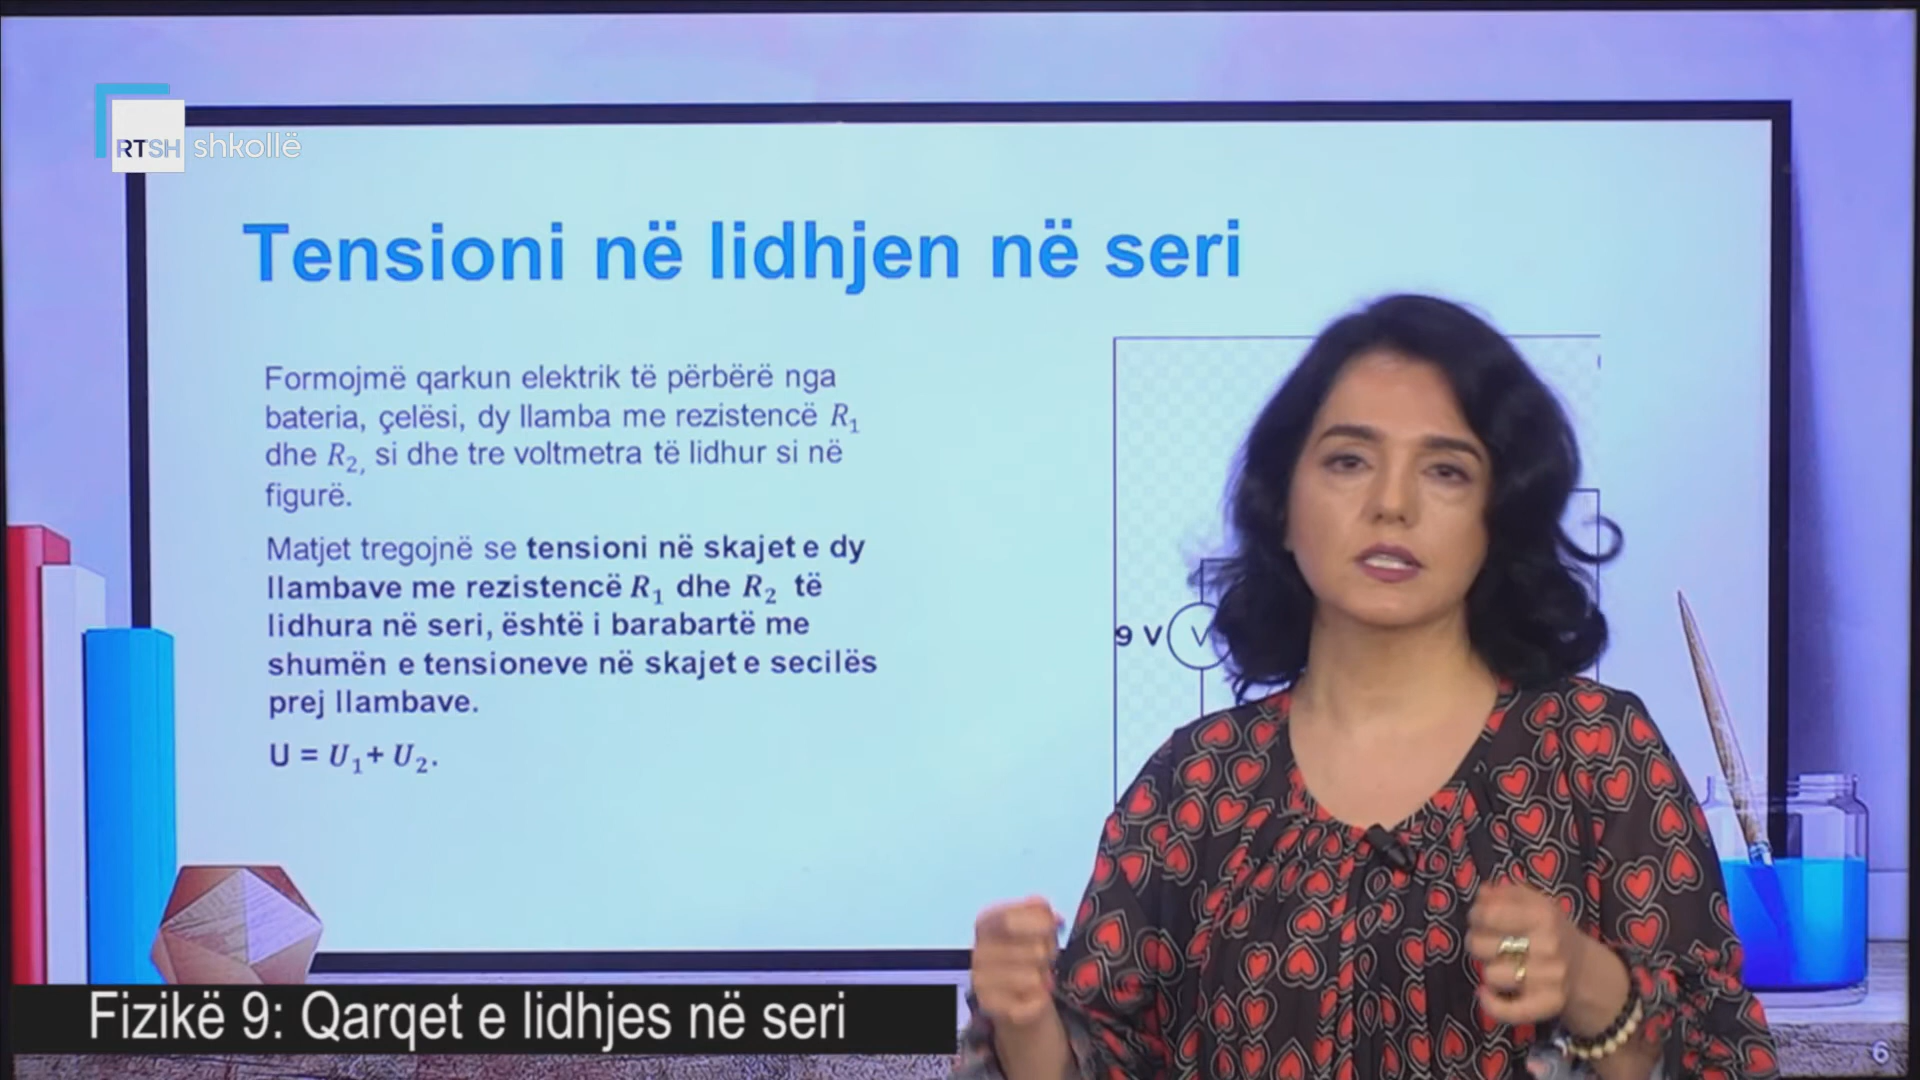 RTSH shkollë
Tensioni në lidhjen në seri
Formojmë qarkun elektrik të përbërë nga
bateria, çelësi, dy llamba me rezistencë R₁
dhe R₂, si dhe tre voltmetra të lidhur si në
figurë.
Matjet tregojnë se tensioni në skajet e dy
llambave me rezistencë R₁ dhe R₂ të
lidhura në seri, është i barabartë me
shumën e tensioneve në skajet e secilës
prej llambave.
U = U₁+ U₂.
9 V
V
Fizikë 9: Qarqet e lidhjes në seri
6